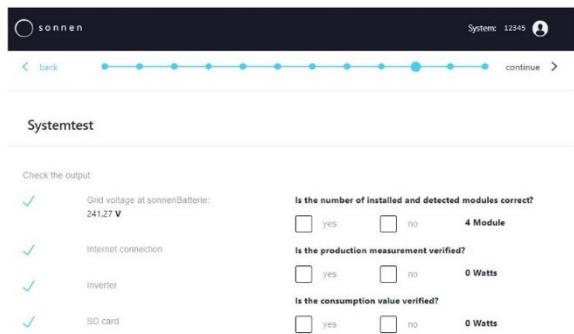 sonnen
System: 12345
< back
continue >
Systemtest
Check the output
Grid voltage at sonnenBatterie:
241.27 V
Internet connection
Inverter
SD card
Is the number of installed and detected modules correct?
yes no 4 Module
Is the production measurement verified?
yes no 0 Watts
Is the consumption value verified?
yes no 0 Watts